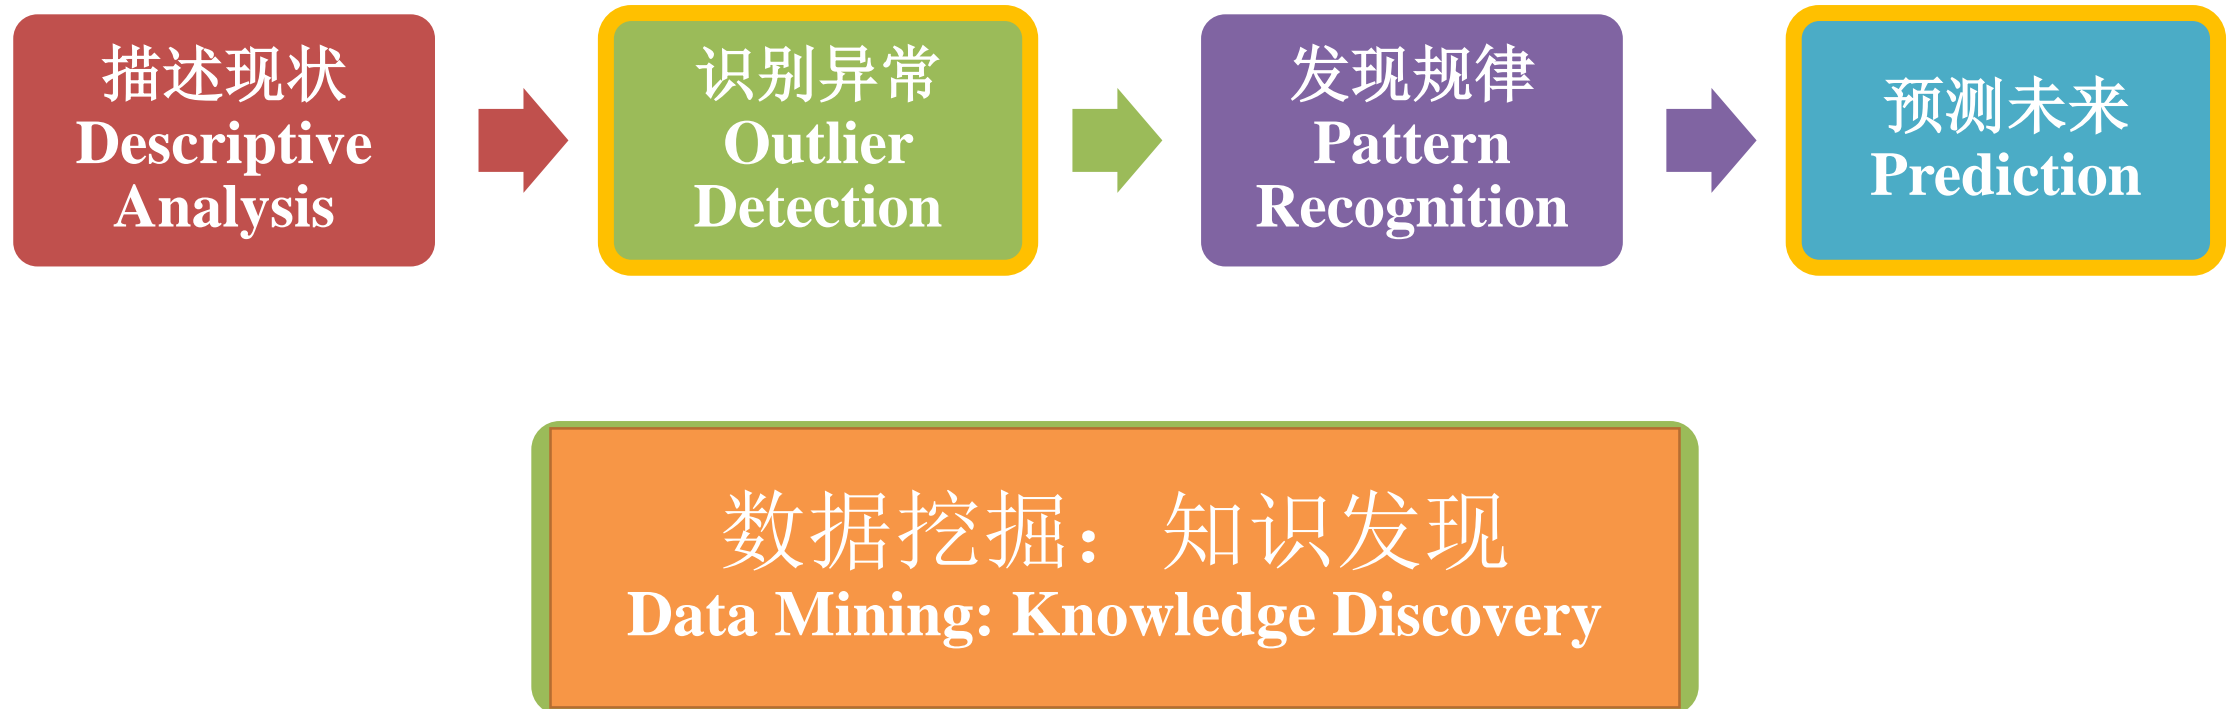 描述现状
Descriptive
Analysis
识别异常
Outlier
Detection
发现规律
Pattern
Recognition
预测未来
Prediction
数据挖掘：知识发现
Data Mining: Knowledge Discovery